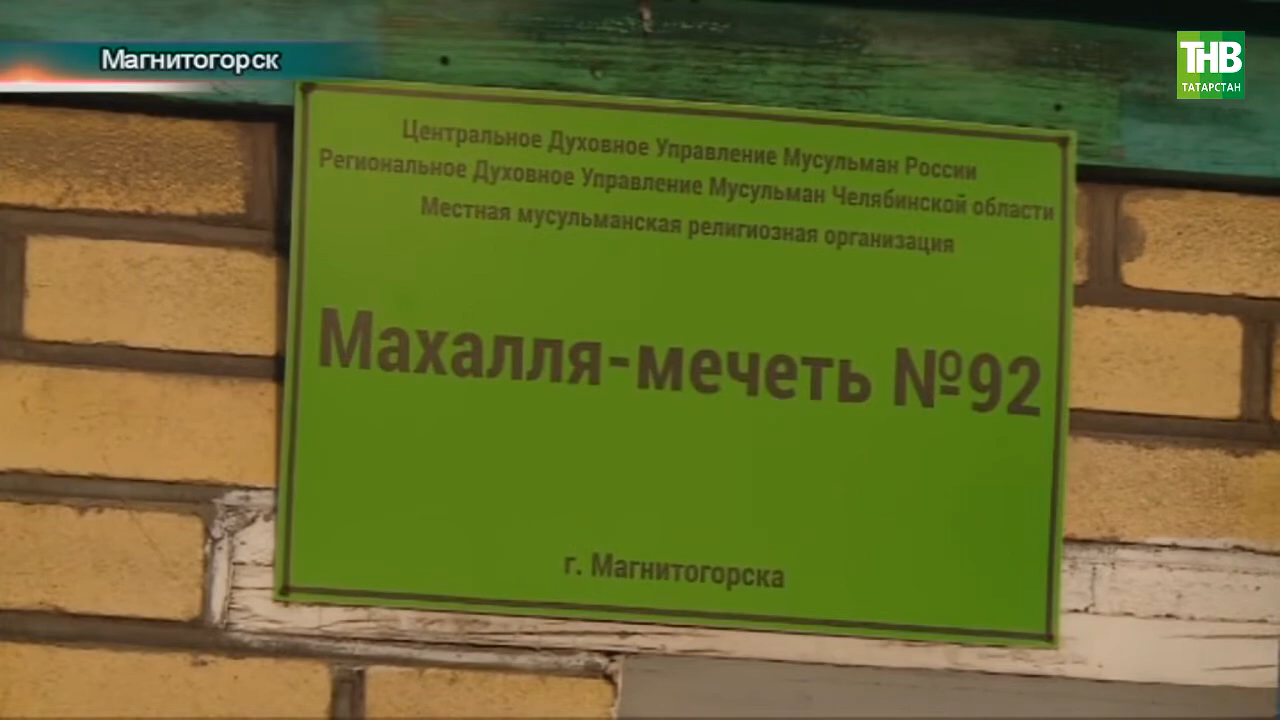 Магнитогорск
ТНВ
ТАТАРСТАН
Центральное Духовное Управление Мусульман России
Региональное Духовное Управление Мусульман Челябинской области
Местная мусульманская религиозная организация
Махалля-мечеть №92
г. Магнитогорска